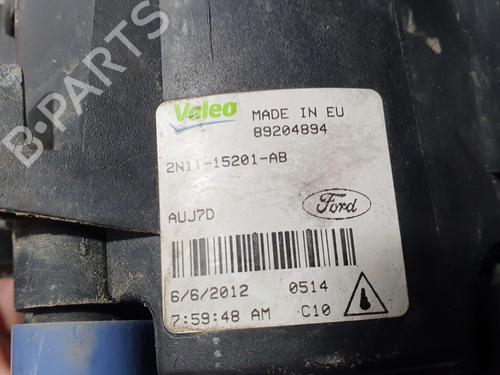 B-PARTS
Valeo
MADE IN EU
89204894
2N11-15201-AB
AUJ7D
Ford
6/6/2012 0514
7:59:48 AM C10